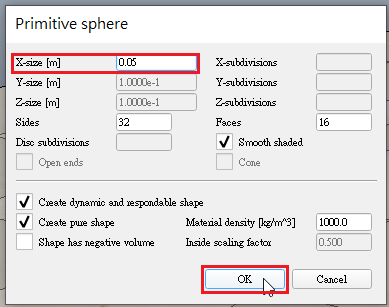 Primitive sphere
X-size [m] 0.05 X-subdivisions
Y-size [m] 1.0000e-1 Y-subdivisions
Z-size [m] 1.0000e-1 Z-subdivisions
Sides 32 Faces 16
Disc subdivisions Smooth shaded
Open ends Cone
Create dynamic and respondable shape
Create pure shape Material density [kg/m^3] 1000.0
Shape has negative volume Inside scaling factor 0.500
OK Cancel